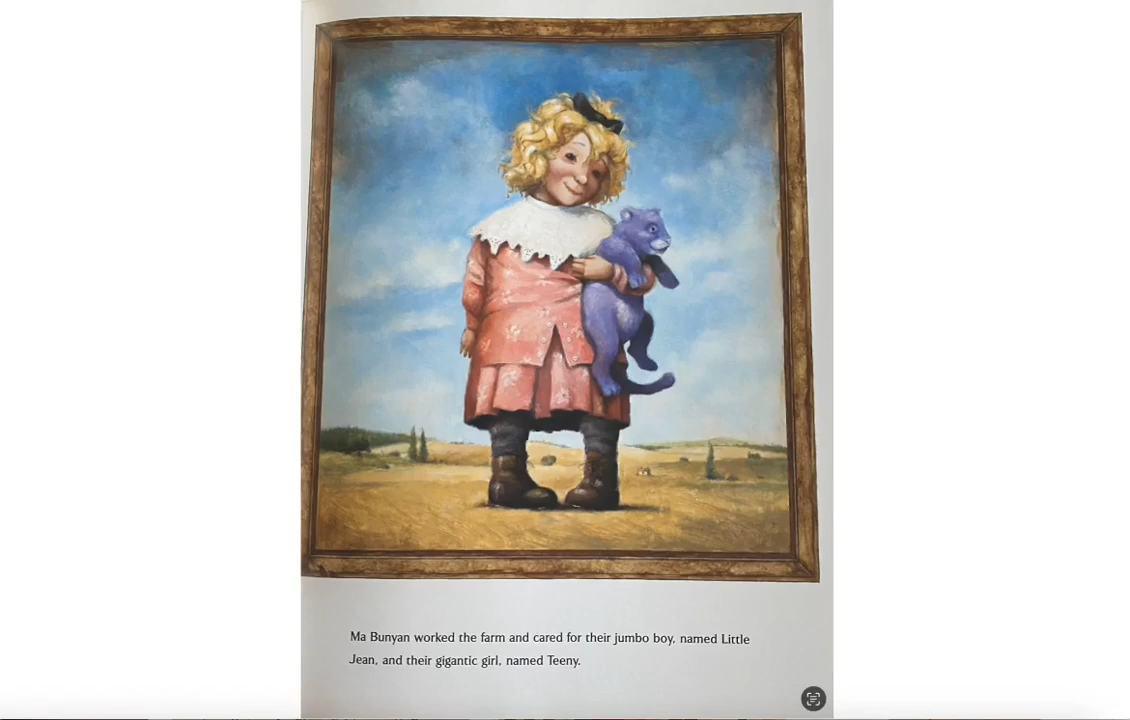 Ma Bunyan worked the farm and cared for their jumbo boy, named Little
Jean, and their gigantic girl, named Teeny.